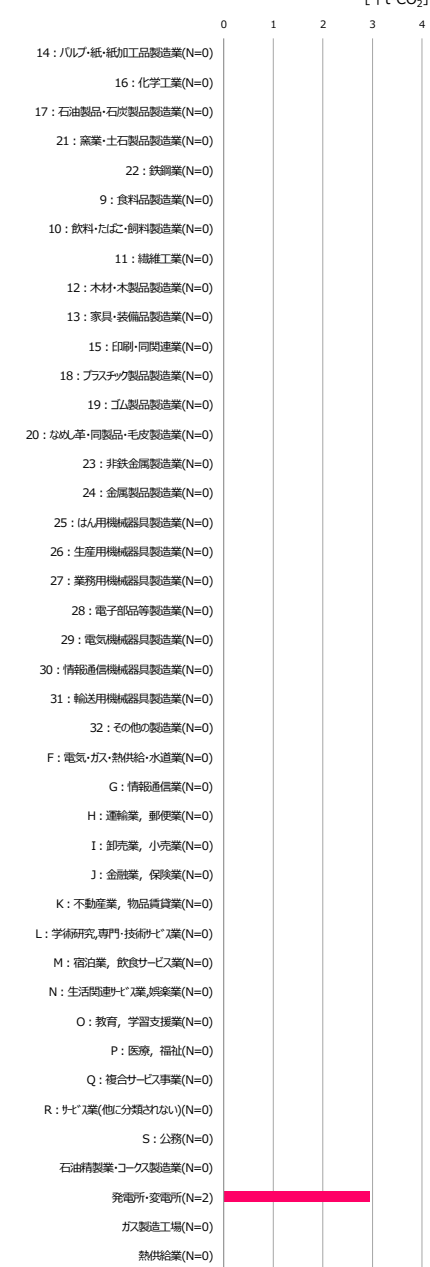 [千t-CO₂]
0 1 2 3 4
14：パルプ･紙･紙加工品製造業(N=0)
16：化学工業(N=0)
17：石油製品･石炭製品製造業(N=0)
21：窯業･土石製品製造業(N=0)
22：鉄鋼業(N=0)
9：食料品製造業(N=0)
10：飲料･たばこ･飼料製造業(N=0)
11：繊維工業(N=0)
12：木材･木製品製造業(N=0)
13：家具･装備品製造業(N=0)
15：印刷･同関連業(N=0)
18：プラスチック製品製造業(N=0)
19：ゴム製品製造業(N=0)
20：なめし革･同製品･毛皮製造業(N=0)
23：非鉄金属製造業(N=0)
24：金属製品製造業(N=0)
25：はん用機械器具製造業(N=0)
26：生産用機械器具製造業(N=0)
27：業務用機械器具製造業(N=0)
28：電子部品等製造業(N=0)
29：電気機械器具製造業(N=0)
30：情報通信機械器具製造業(N=0)
31：輸送用機械器具製造業(N=0)
32：その他の製造業(N=0)
F：電気･ガス･熱供給･水道業(N=0)
G：情報通信業(N=0)
H：運輸業，郵便業(N=0)
I：卸売業，小売業(N=0)
J：金融業，保険業(N=0)
K：不動産業，物品賃貸業(N=0)
L：学術研究,専門･技術ｻｰﾋﾞｽ業(N=0)
M：宿泊業，飲食サービス業(N=0)
N：生活関連ｻｰﾋﾞｽ業,娯楽業(N=0)
O：教育，学習支援業(N=0)
P：医療，福祉(N=0)
Q：複合サービス事業(N=0)
R：ｻｰﾋﾞｽ業(他に分類されない)(N=0)
S：公務(N=0)
石油精製業･コークス製造業(N=0)
発電所･変電所(N=2)
ガス製造工場(N=0)
熱供給業(N=0)